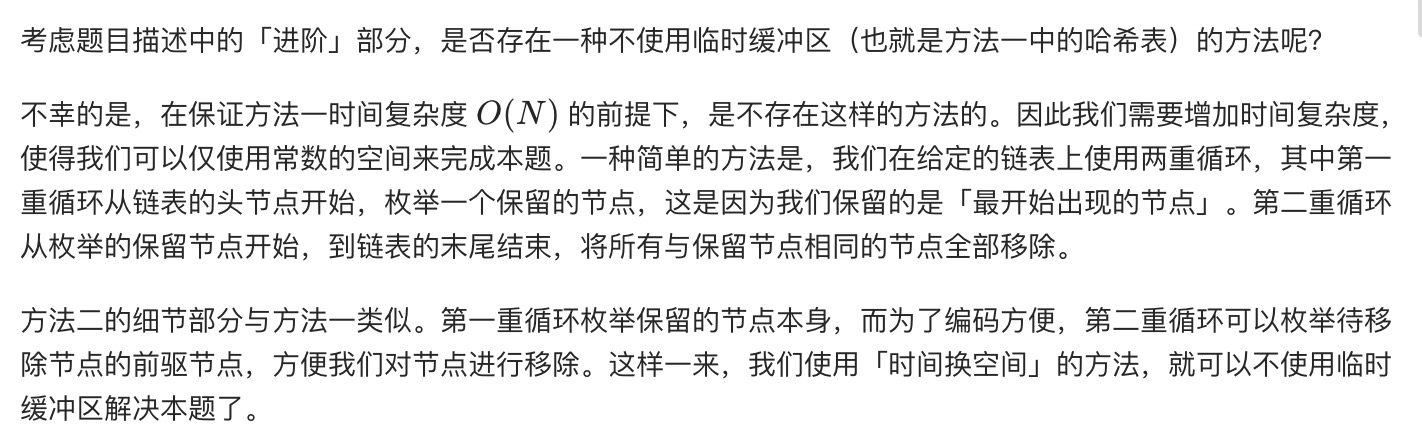 考虑题目描述中的「进阶」部分，是否存在一种不使用临时缓冲区（也就是方法一中的哈希表）的方法呢？
不幸的是，在保证方法一时间复杂度 O(N) 的前提下，是不存在这样的方法的。因此我们需要增加时间复杂度，
使得我们可以仅使用常数的空间来完成本题。一种简单的方法是，我们在给定的链表上使用两重循环，其中第一
重循环从链表的头节点开始，枚举一个保留的节点，这是因为我们保留的是「最开始出现的节点」。第二重循环
从枚举的保留节点开始，到链表的末尾结束，将所有与保留节点相同的节点全部移除。
方法二的细节部分与方法一类似。第一重循环枚举保留的节点本身，而为了编码方便，第二重循环可以枚举待移
除节点的前驱节点，方便我们对节点进行移除。这样一来，我们使用「时间换空间」的方法，就可以不使用临时
缓冲区解决本题了。